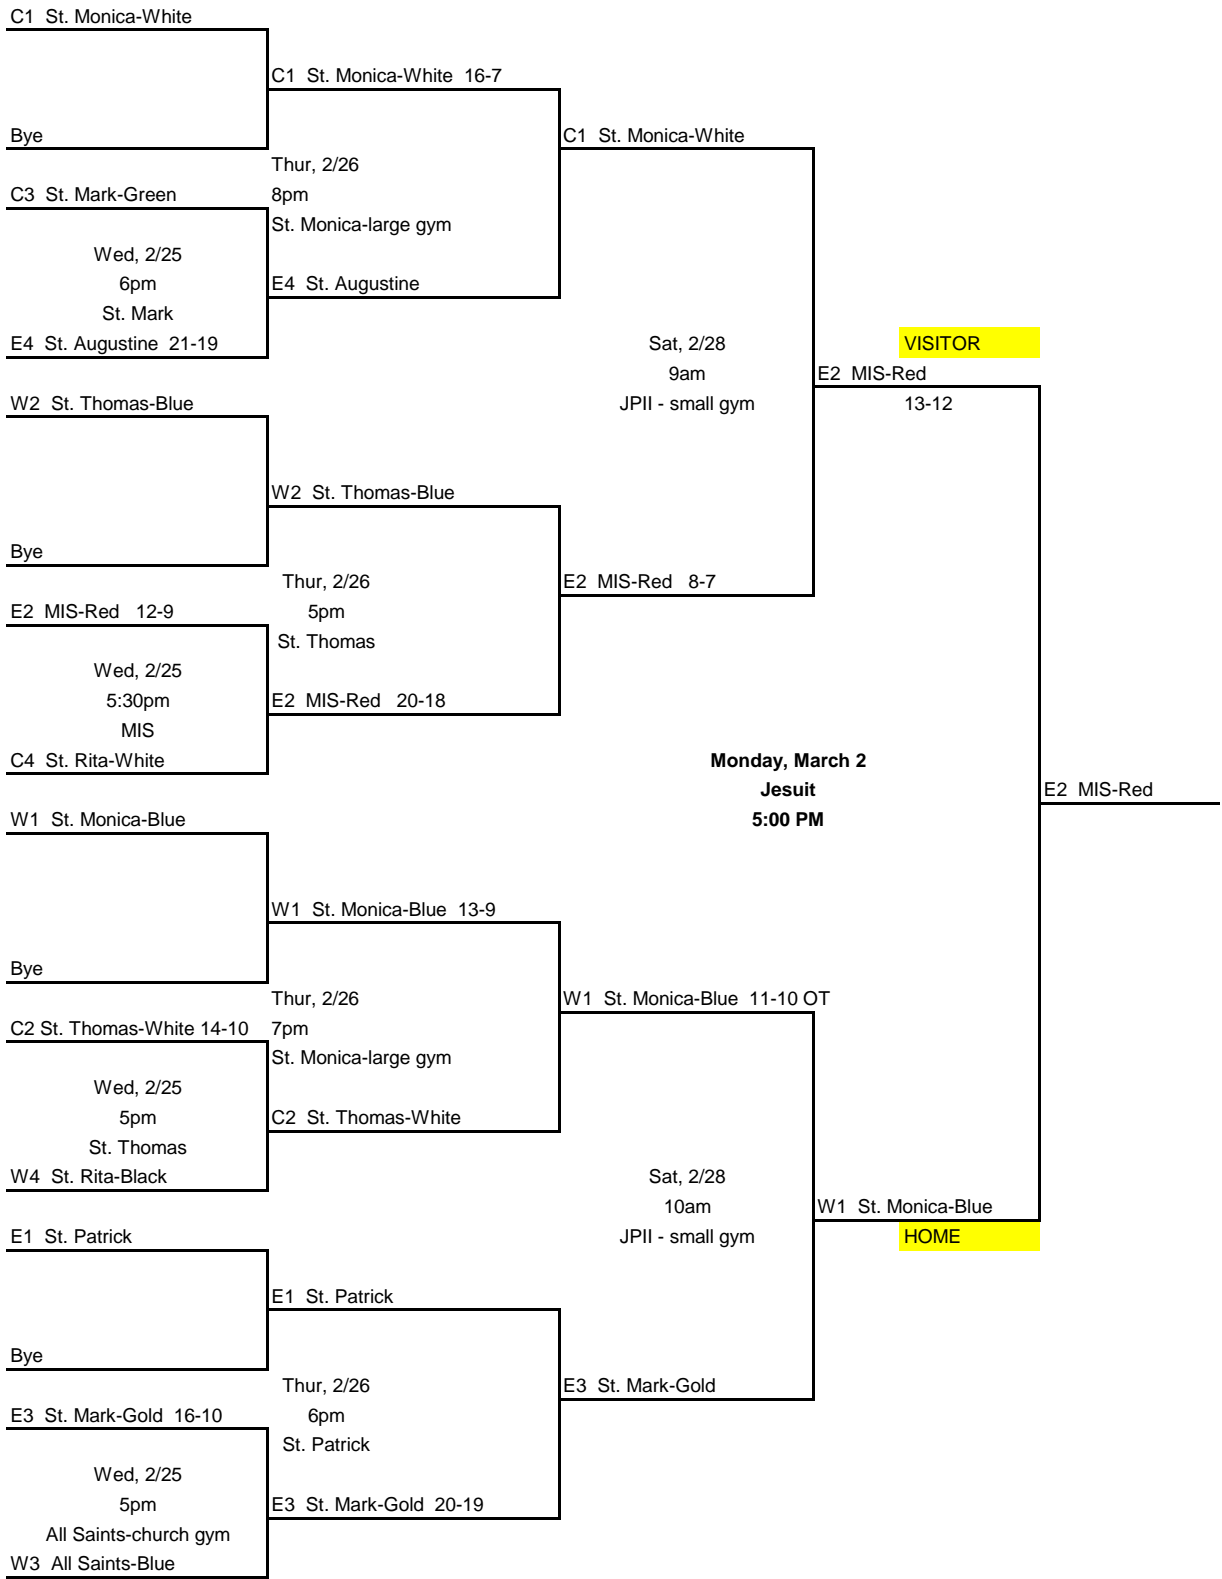 C1 St. Monica-White
C1 St. Monica-White 16-7
Bye
C1 St. Monica-White
Thur, 2/26
C3 St. Mark-Green
8pm
St. Monica-large gym
Wed, 2/25
6pm
E4 St. Augustine
St. Mark
E4 St. Augustine 21-19
Sat, 2/28
VISITOR
9am
E2 MIS-Red
W2 St. Thomas-Blue
JPII - small gym
13-12
W2 St. Thomas-Blue
Bye
Thur, 2/26
E2 MIS-Red 8-7
E2 MIS-Red 12-9
5pm
St. Thomas
Wed, 2/25
5:30pm
E2 MIS-Red 20-18
MIS
C4 St. Rita-White
Monday, March 2
Jesuit
E2 MIS-Red
W1 St. Monica-Blue
5:00 PM
W1 St. Monica-Blue 13-9
Bye
Thur, 2/26
W1 St. Monica-Blue 11-10 OT
C2 St. Thomas-White 14-10
7pm
St. Monica-large gym
Wed, 2/25
5pm
C2 St. Thomas-White
St. Thomas
W4 St. Rita-Black
Sat, 2/28
10am
W1 St. Monica-Blue
E1 St. Patrick
JPII - small gym
HOME
E1 St. Patrick
Bye
Thur, 2/26
E3 St. Mark-Gold
E3 St. Mark-Gold 16-10
6pm
St. Patrick
Wed, 2/25
5pm
E3 St. Mark-Gold 20-19
All Saints-church gym
W3 All Saints-Blue